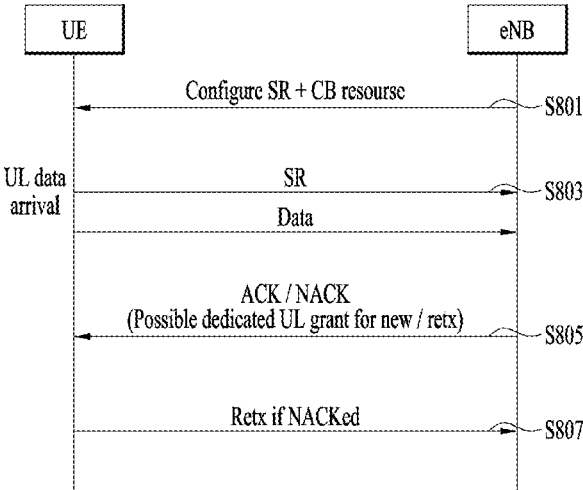 UE
eNB
Configure SR + CB resourse
S801
UL data
arrival
SR
S803
Data
ACK / NACK
(Possible dedicated UL grant for new / retx)
S805
Retx if NACKed
S807